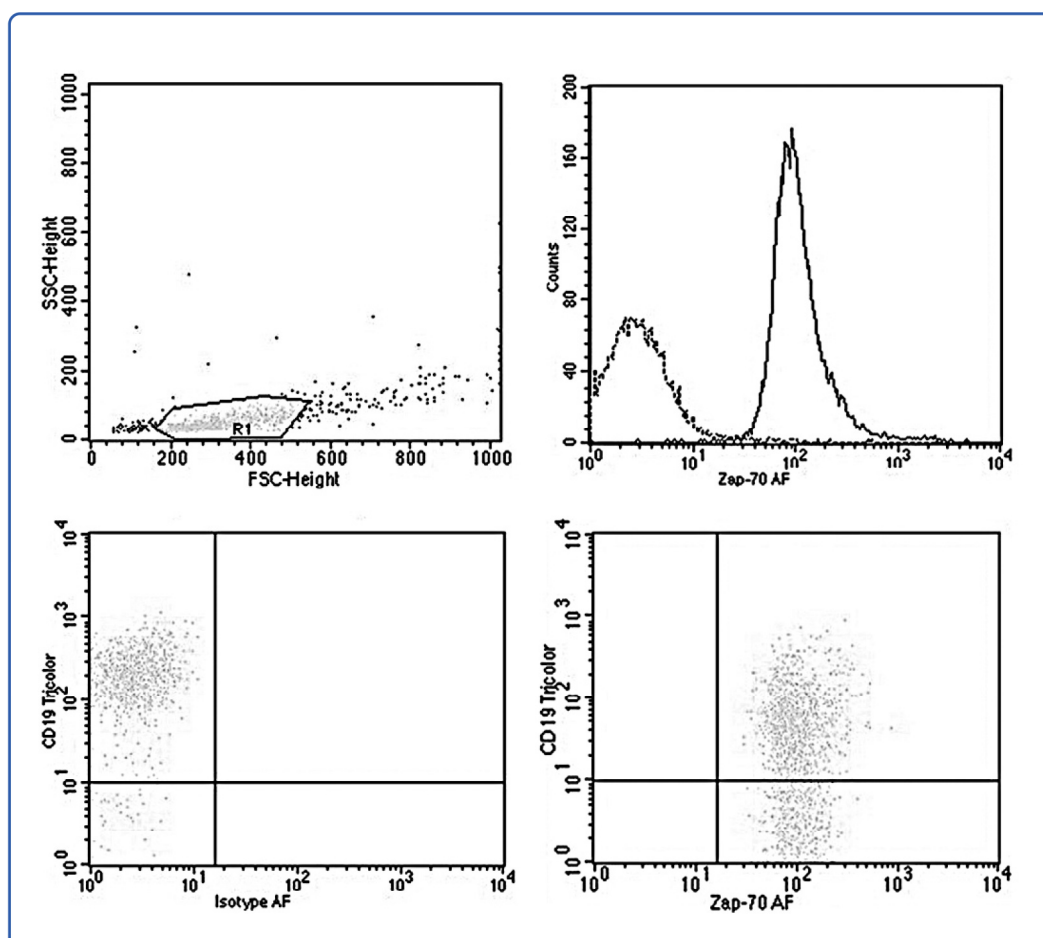 1000
800
600
400
200
0
SSC-Height
R1
0 200 400 600 800 1000
FSC-Height
200
160
120
80
40
0
Counts
10^0 10^1 10^2 10^3 10^4
Zap-70 AF
10^4
10^3
10^2
10^1
10^0
CD19 Tricolor
10^0 10^1 10^2 10^3 10^4
Isotype AF
10^4
10^3
10^2
10^1
10^0
CD19 Tricolor
10^0 10^1 10^2 10^3 10^4
Zap-70 AF